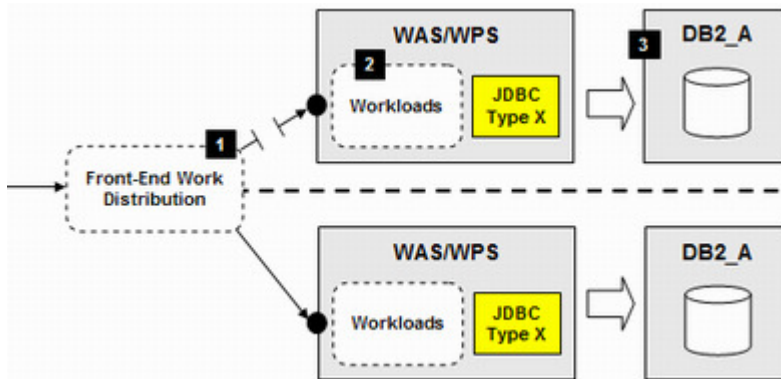 WAS/WPS
3
DB2_A
2
Workloads
JDBC
Type X
1
Front-End Work
Distribution
WAS/WPS
DB2_A
Workloads
JDBC
Type X